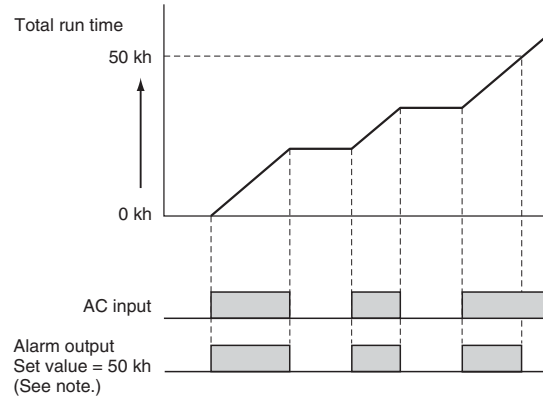 Total run time
50 kh
0 kh
AC input
Alarm output
Set value = 50 kh
(See note.)